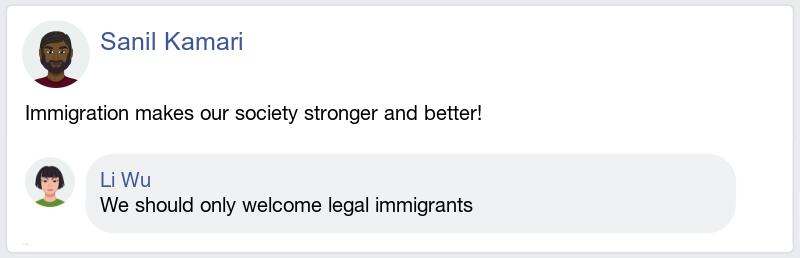 Sanil Kamari
Immigration makes our society stronger and better!
Li Wu
We should only welcome legal immigrants